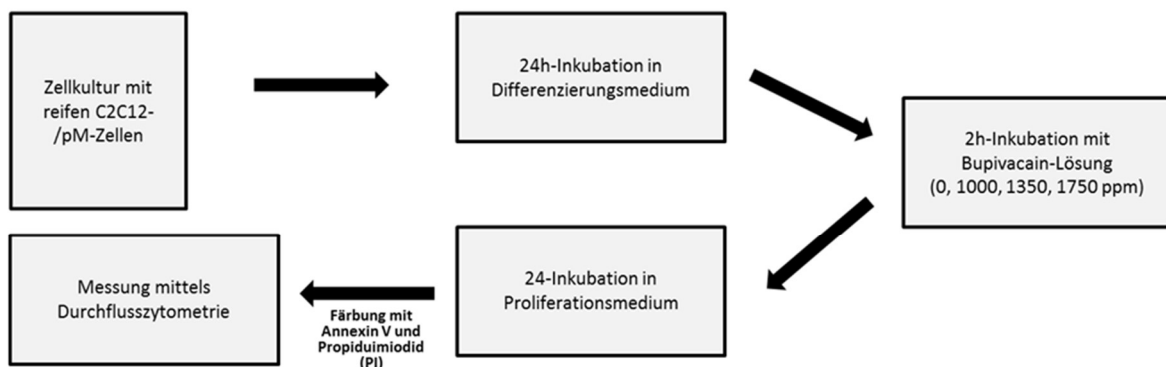 Zellkultur mit
reifen C2C12-
/pM-Zellen
24h-Inkubation in
Differenzierungsmedium
2h-Inkubation mit
Bupivacain-Lösung
(0, 1000, 1350, 1750 ppm)
24-Inkubation in
Proliferationsmedium
Färbung mit
Annexin V und
Propiduimiodid
(PI)
Messung mittels
Durchflusszytometrie